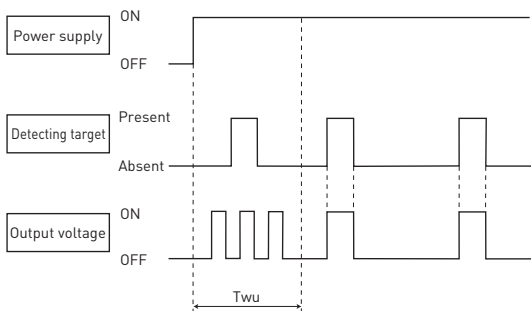 ON
Power supply
OFF
Present
Detecting target
Absent
ON
Output voltage
OFF
Twu